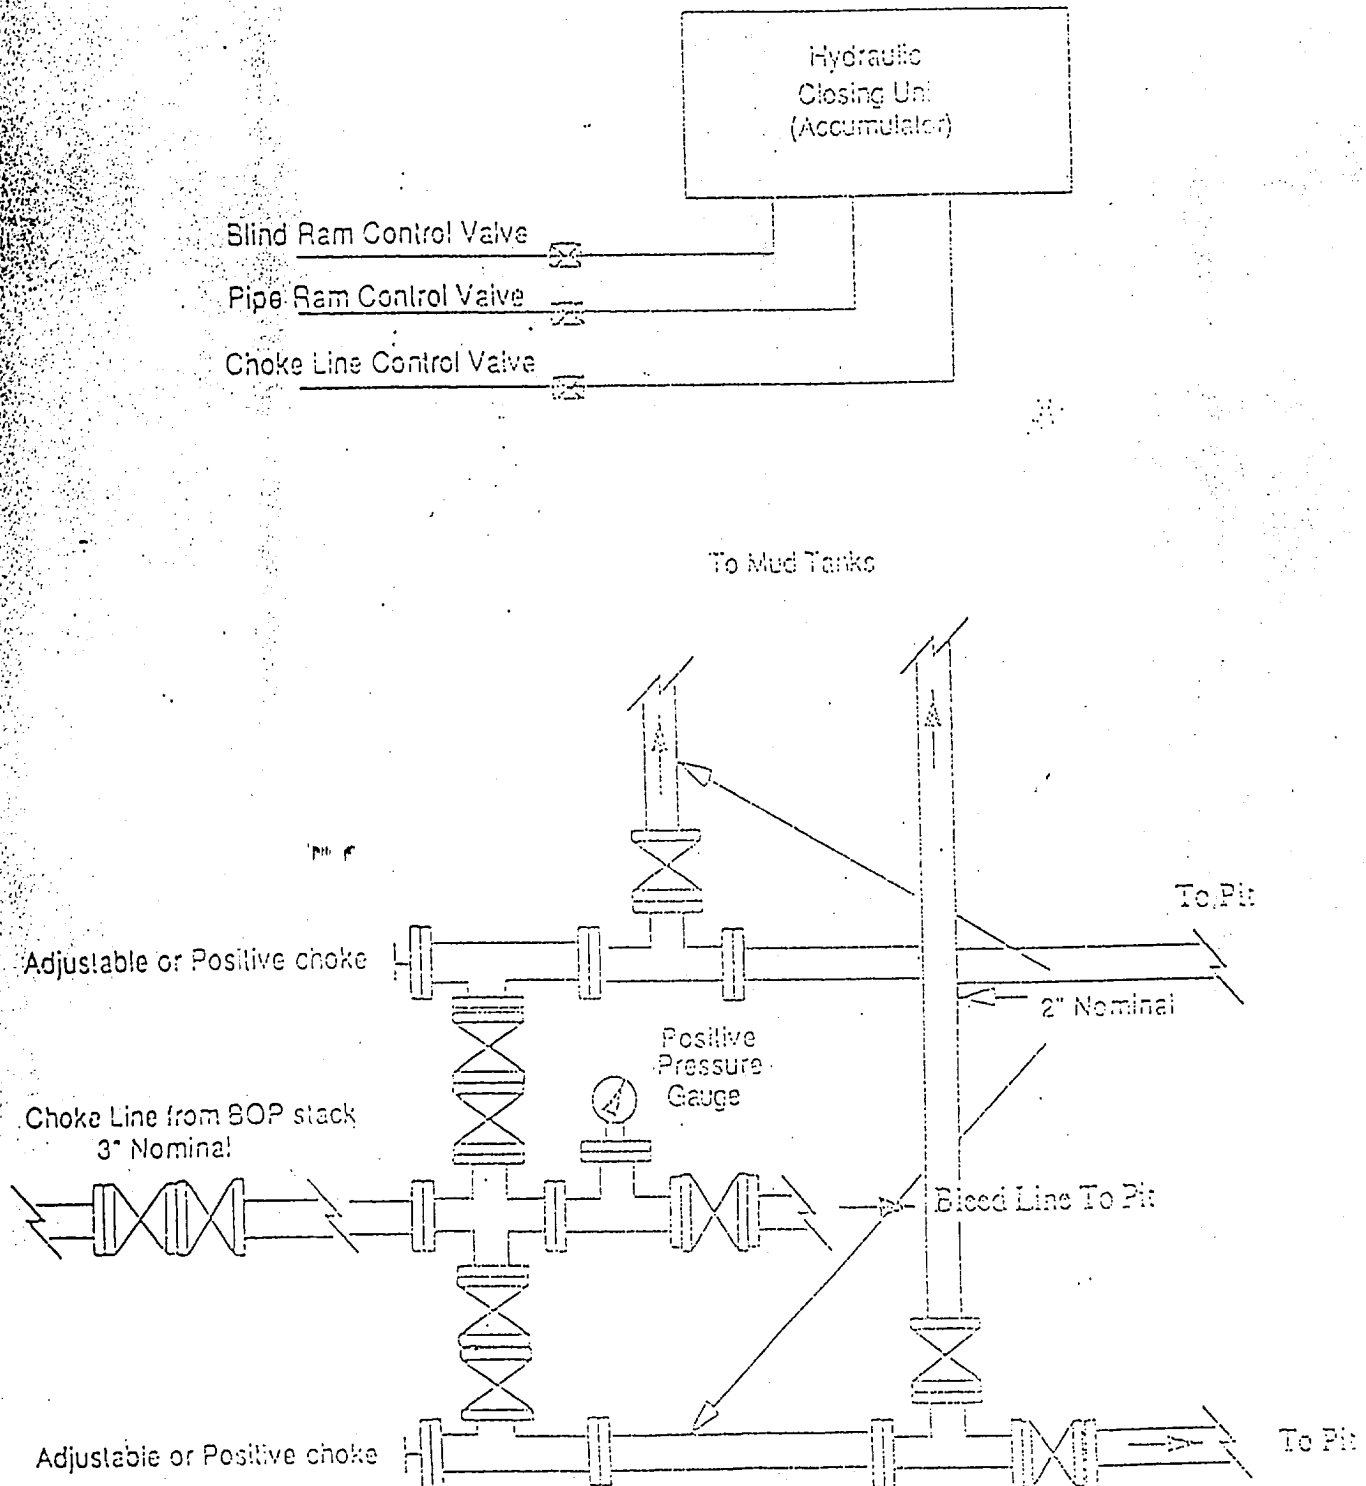 Hydraulic
Closing Uni
(Accumulator)
Blind Ram Control Valve
Pipe Ram Control Valve
Choke Line Control Valve
To Mud Tanks
To Pit
Adjustable or Positive choke
2" Nominal
Positive
Pressure
Gauge
Choke Line from BOP stack
3" Nominal
Bleed Line To Pit
Adjustable or Positive choke
To Pit